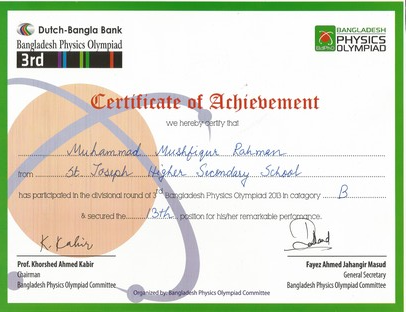 Dutch-Bangla Bank
Bangladesh Physics Olympiad
3rd
BANGLADESH
PHYSICS
OLYMPIAD
BdPhO
Certificate of Achievement
we hereby certify that
Muhammad Mushfiqur Rahman
from St. Joseph Higher Secondary School
has participated in the divisional round of 3rd Bangladesh Physics Olympiad 2013 in catagory B
& secured the 13th position for his/her remarkable perfomance.
K. Kabir
Prof. Khorshed Ahmed Kabir
Chairman
Bangladesh Physics Olympiad Committee
Fayez Ahmed Jahangir Masud
General Secretary
Bangladesh Physics Olympiad Committee
Organized by: Bangladesh Physics Olympiad Committee